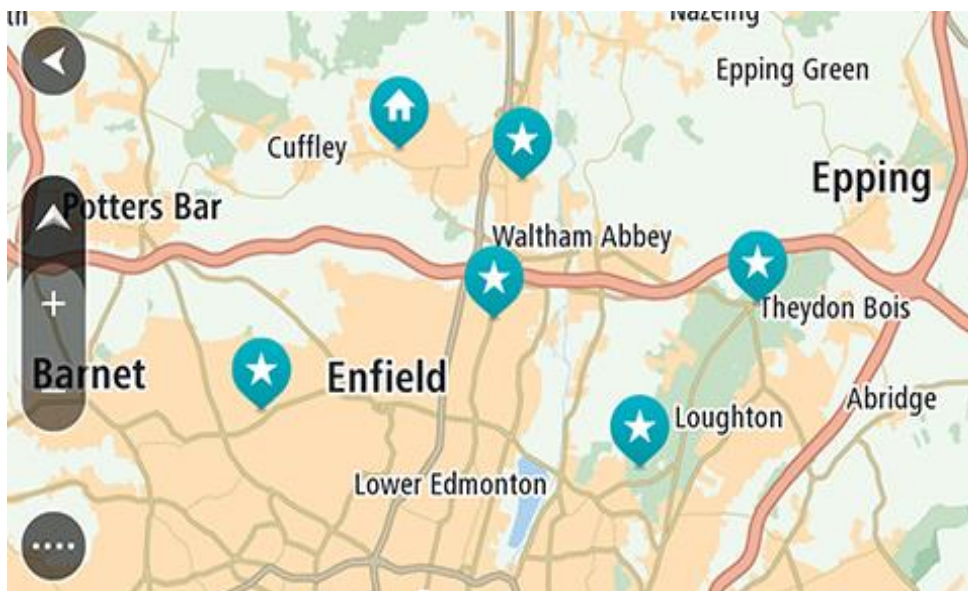 Nazeing
Epping Green
Cuffley
Epping
Potters Bar
Waltham Abbey
Theydon Bois
Barnet
Enfield
Abridge
Loughton
Lower Edmonton